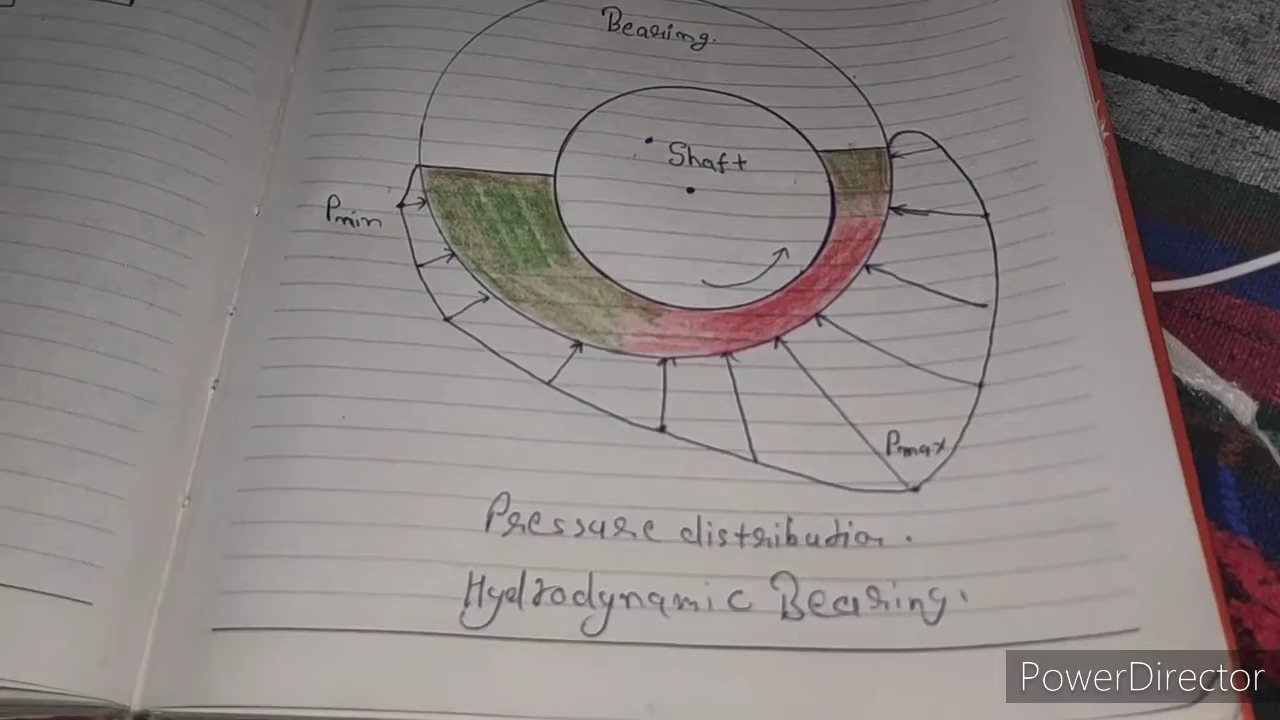 Bearing.
Shaft
Pmin
Pmax
Pressure distribution.
Hydrodynamic Bearing.
PowerDirector